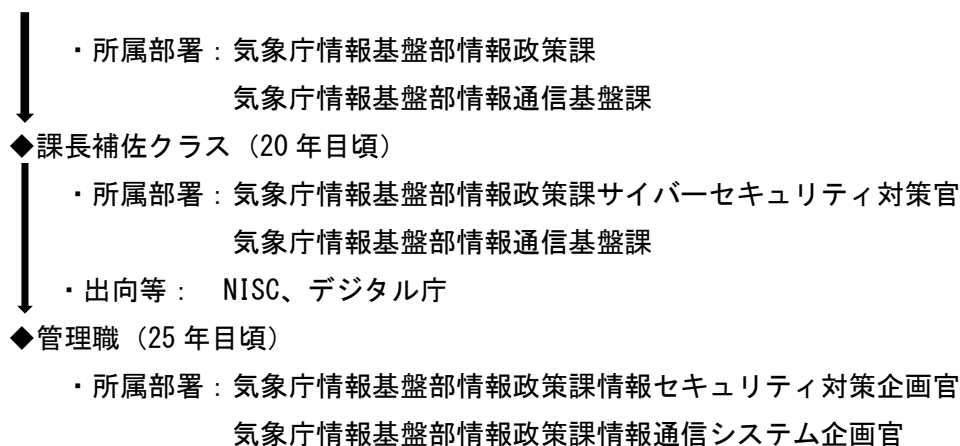 ・所属部署：気象庁情報基盤部情報政策課
気象庁情報基盤部情報通信基盤課
◆課長補佐クラス（20年目頃）
・所属部署：気象庁情報基盤部情報政策課サイバーセキュリティ対策官
気象庁情報基盤部情報通信基盤課
・出向等： NISC、デジタル庁
◆管理職（25年目頃）
・所属部署：気象庁情報基盤部情報政策課情報セキュリティ対策企画官
気象庁情報基盤部情報政策課情報通信システム企画官